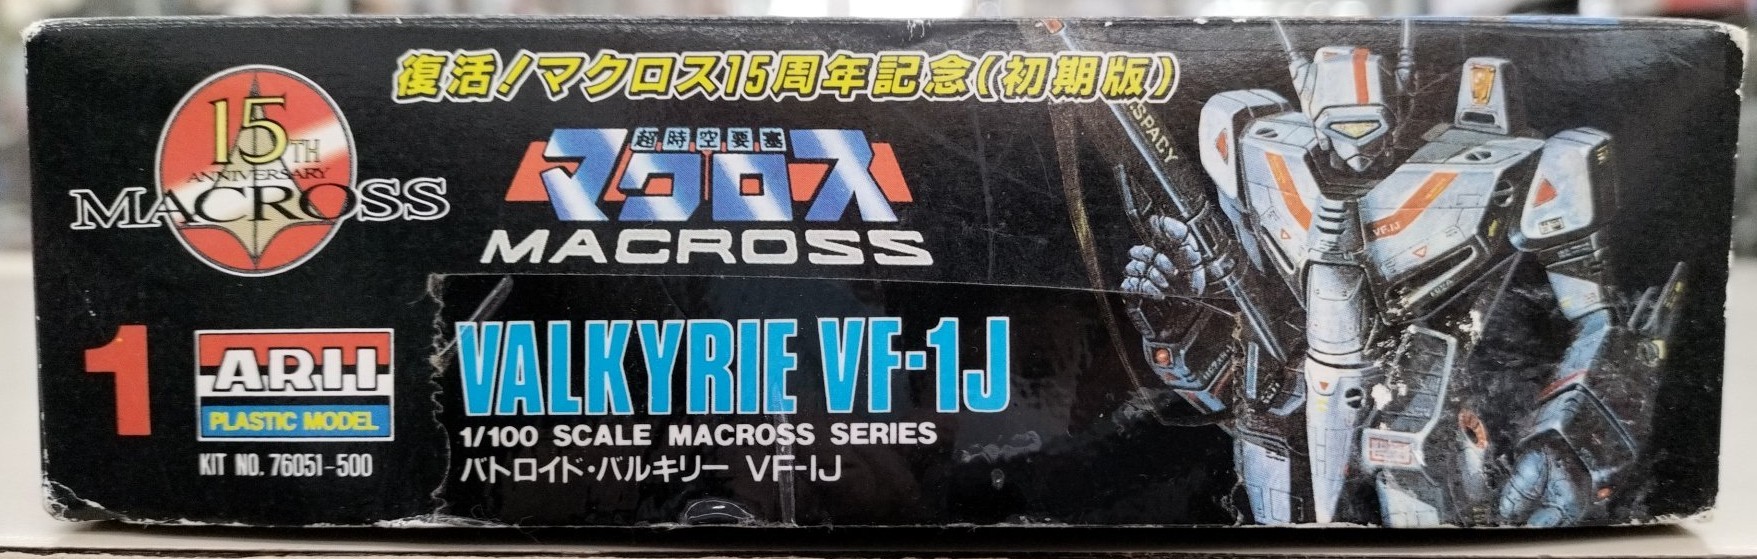 復活!マクロス15周年記念(初期版)
15TH
ANNIVERSARY
MACROSS
超時空要塞
マクロス
MACROSS
1
ARII
PLASTIC MODEL
KIT NO. 76051-500
VALKYRIE VF-1J
1/100 SCALE MACROSS SERIES
バトロイド・バルキリー VF-1J
SPACY
VF-1J